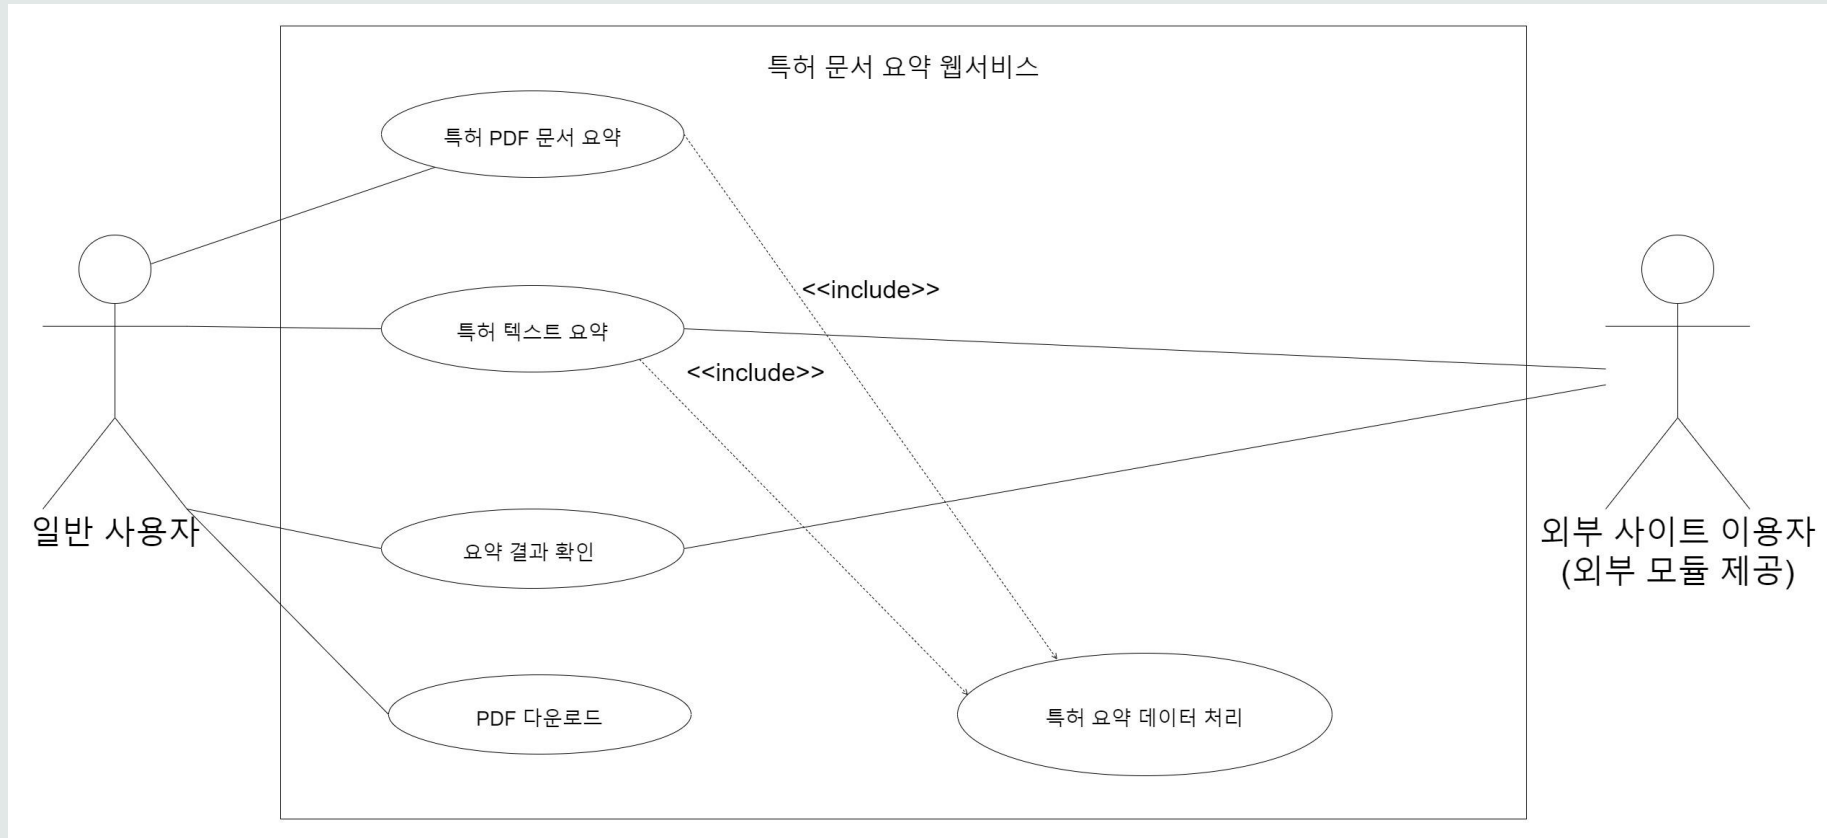 특허 문서 요약 웹서비스
특허 PDF 문서 요약
<<include>>
특허 텍스트 요약
<<include>>
일반 사용자
외부 사이트 이용자
(외부 모듈 제공)
요약 결과 확인
PDF 다운로드
특허 요약 데이터 처리